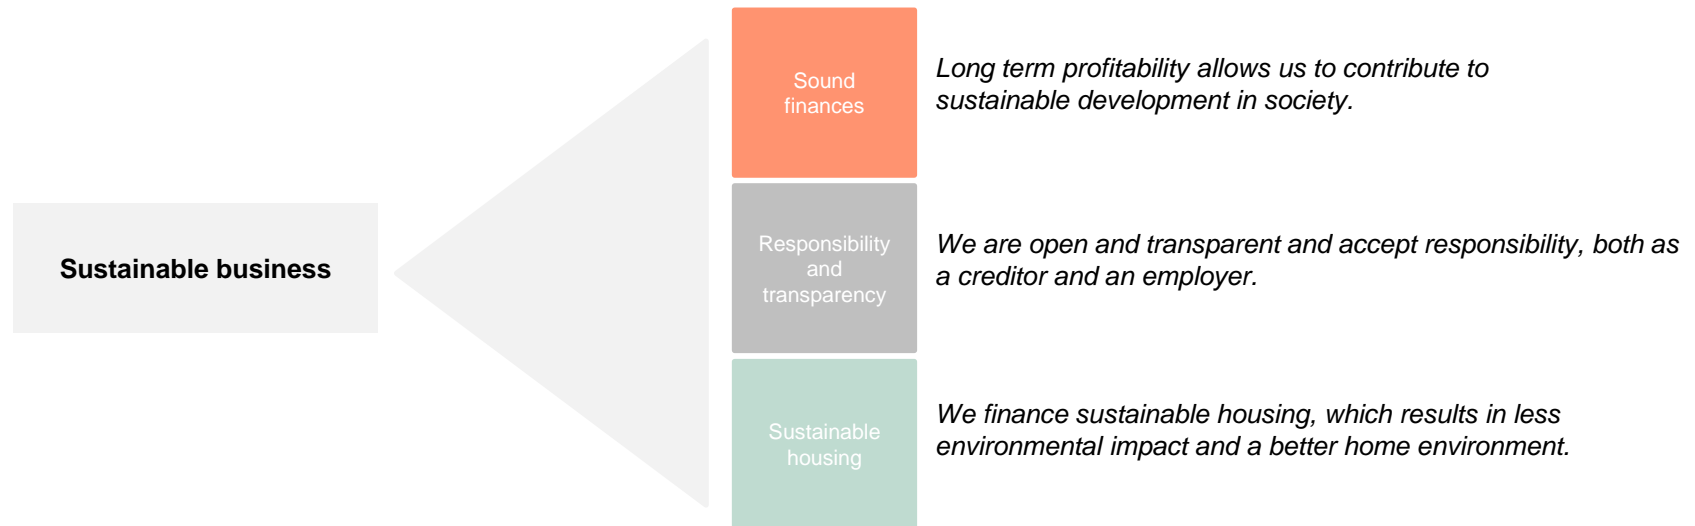 Sustainable business
Sound
finances
Long term profitability allows us to contribute to
sustainable development in society.
Responsibility
and
transparency
We are open and transparent and accept responsibility, both as
a creditor and an employer.
Sustainable
housing
We finance sustainable housing, which results in less
environmental impact and a better home environment.